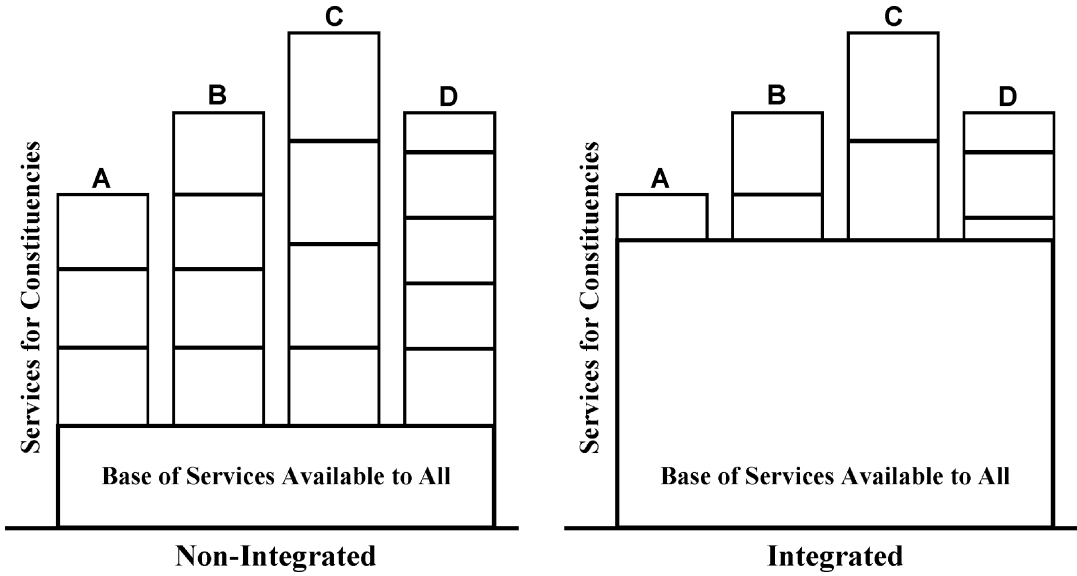 Services for Constituencies
A
B
C
D
Base of Services Available to All
Non-Integrated
Services for Constituencies
A
B
C
D
Base of Services Available to All
Integrated